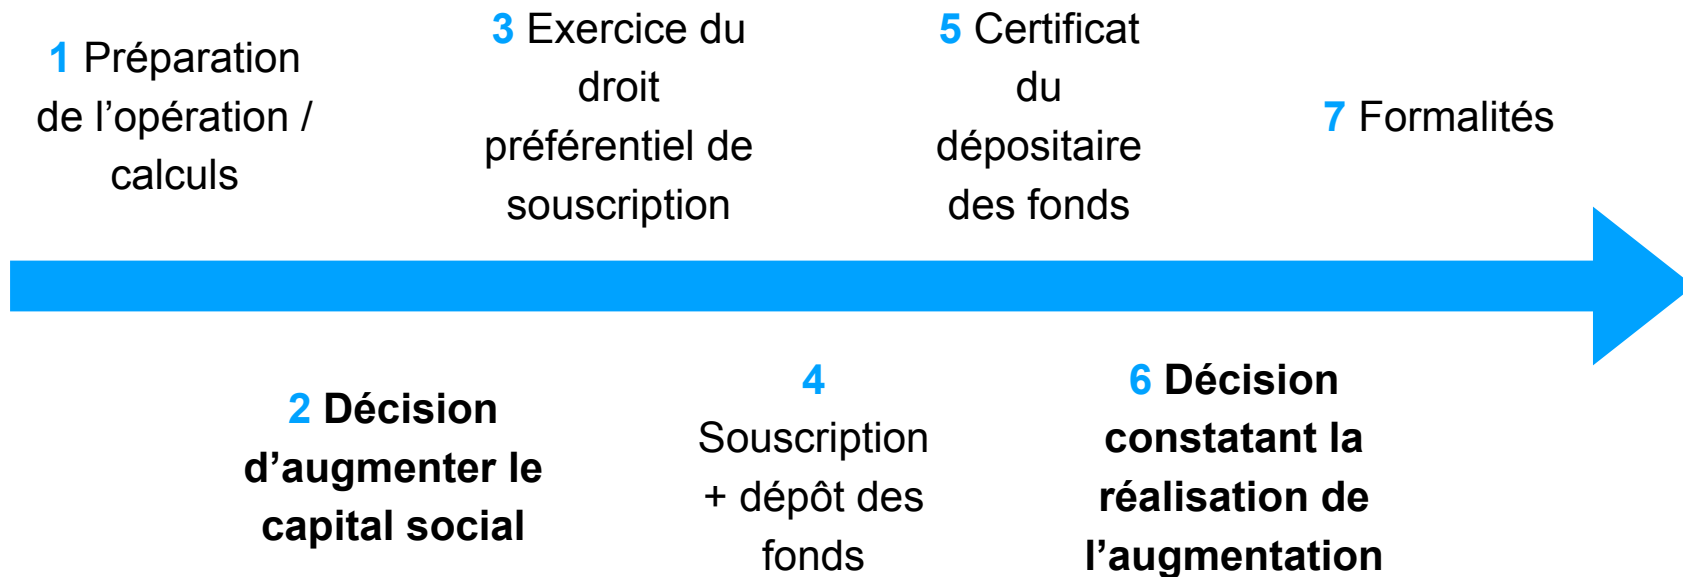 1 Préparation
de l’opération /
calculs
2 Décision
d’augmenter le
capital social
3 Exercice du
droit
préférentiel de
souscription
4
Souscription
+ dépôt des
fonds
5 Certificat
du
dépositaire
des fonds
6 Décision
constatant la
réalisation de
l’augmentation
7 Formalités